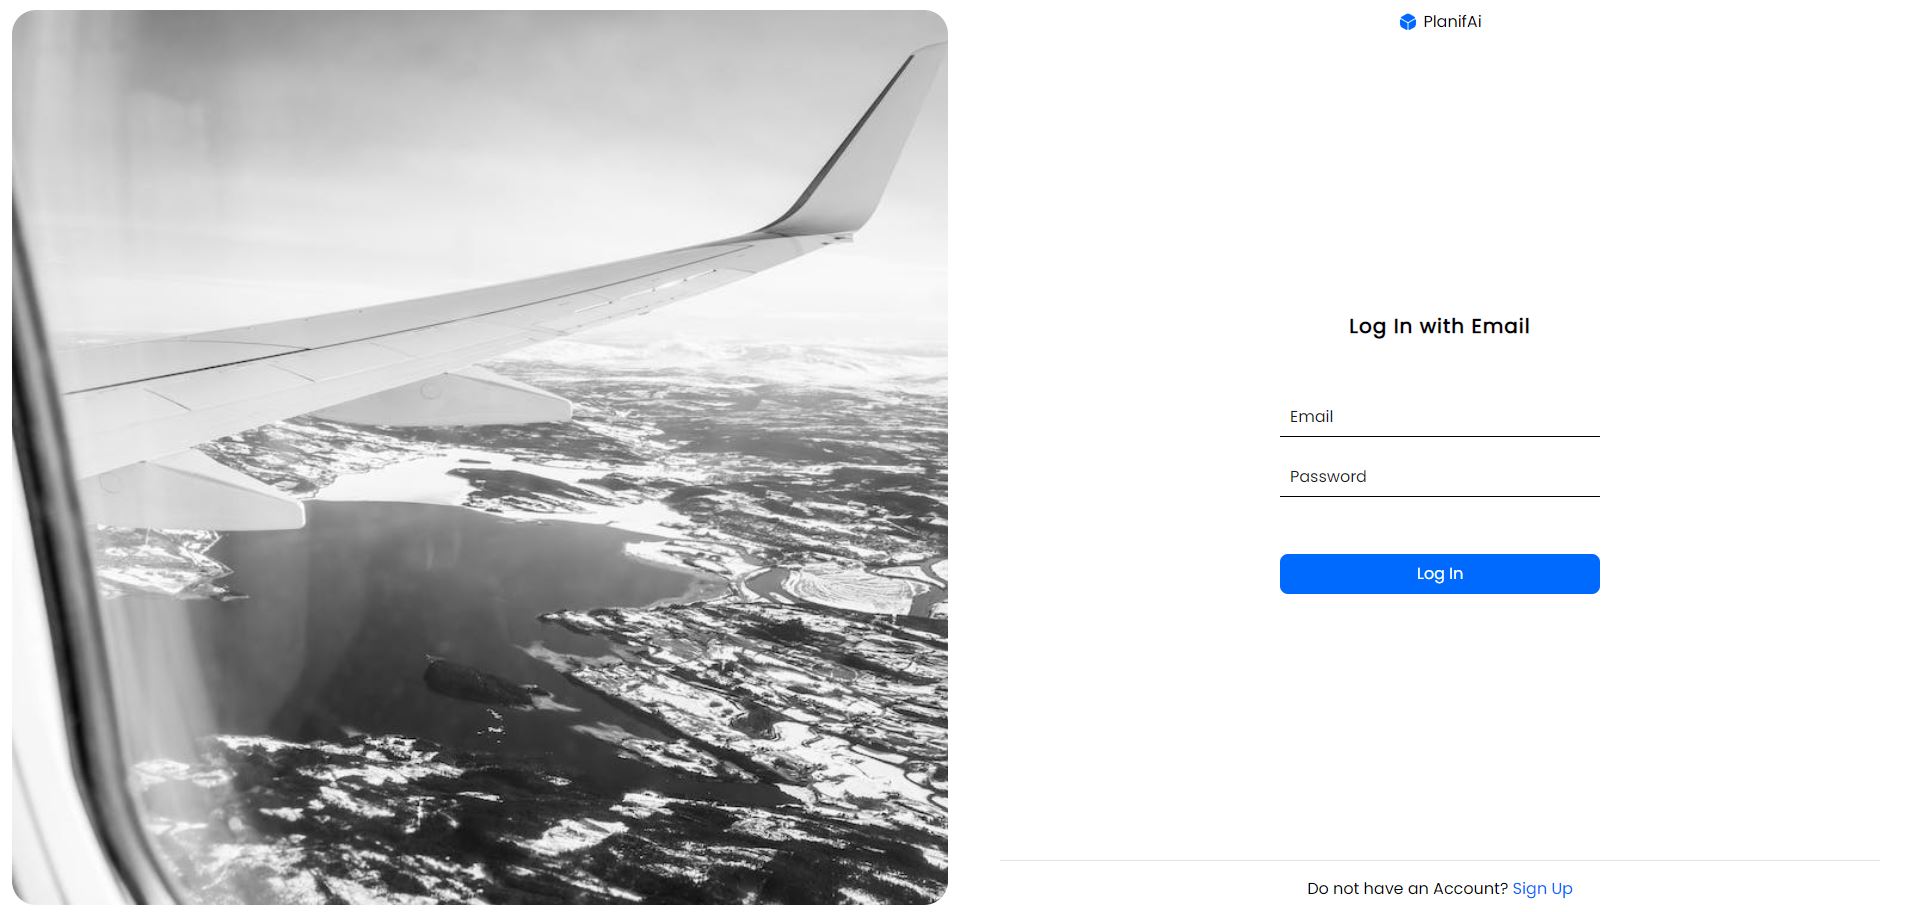 PlanifAi
Log In with Email
Email
Password
Log In
Do not have an Account? Sign Up